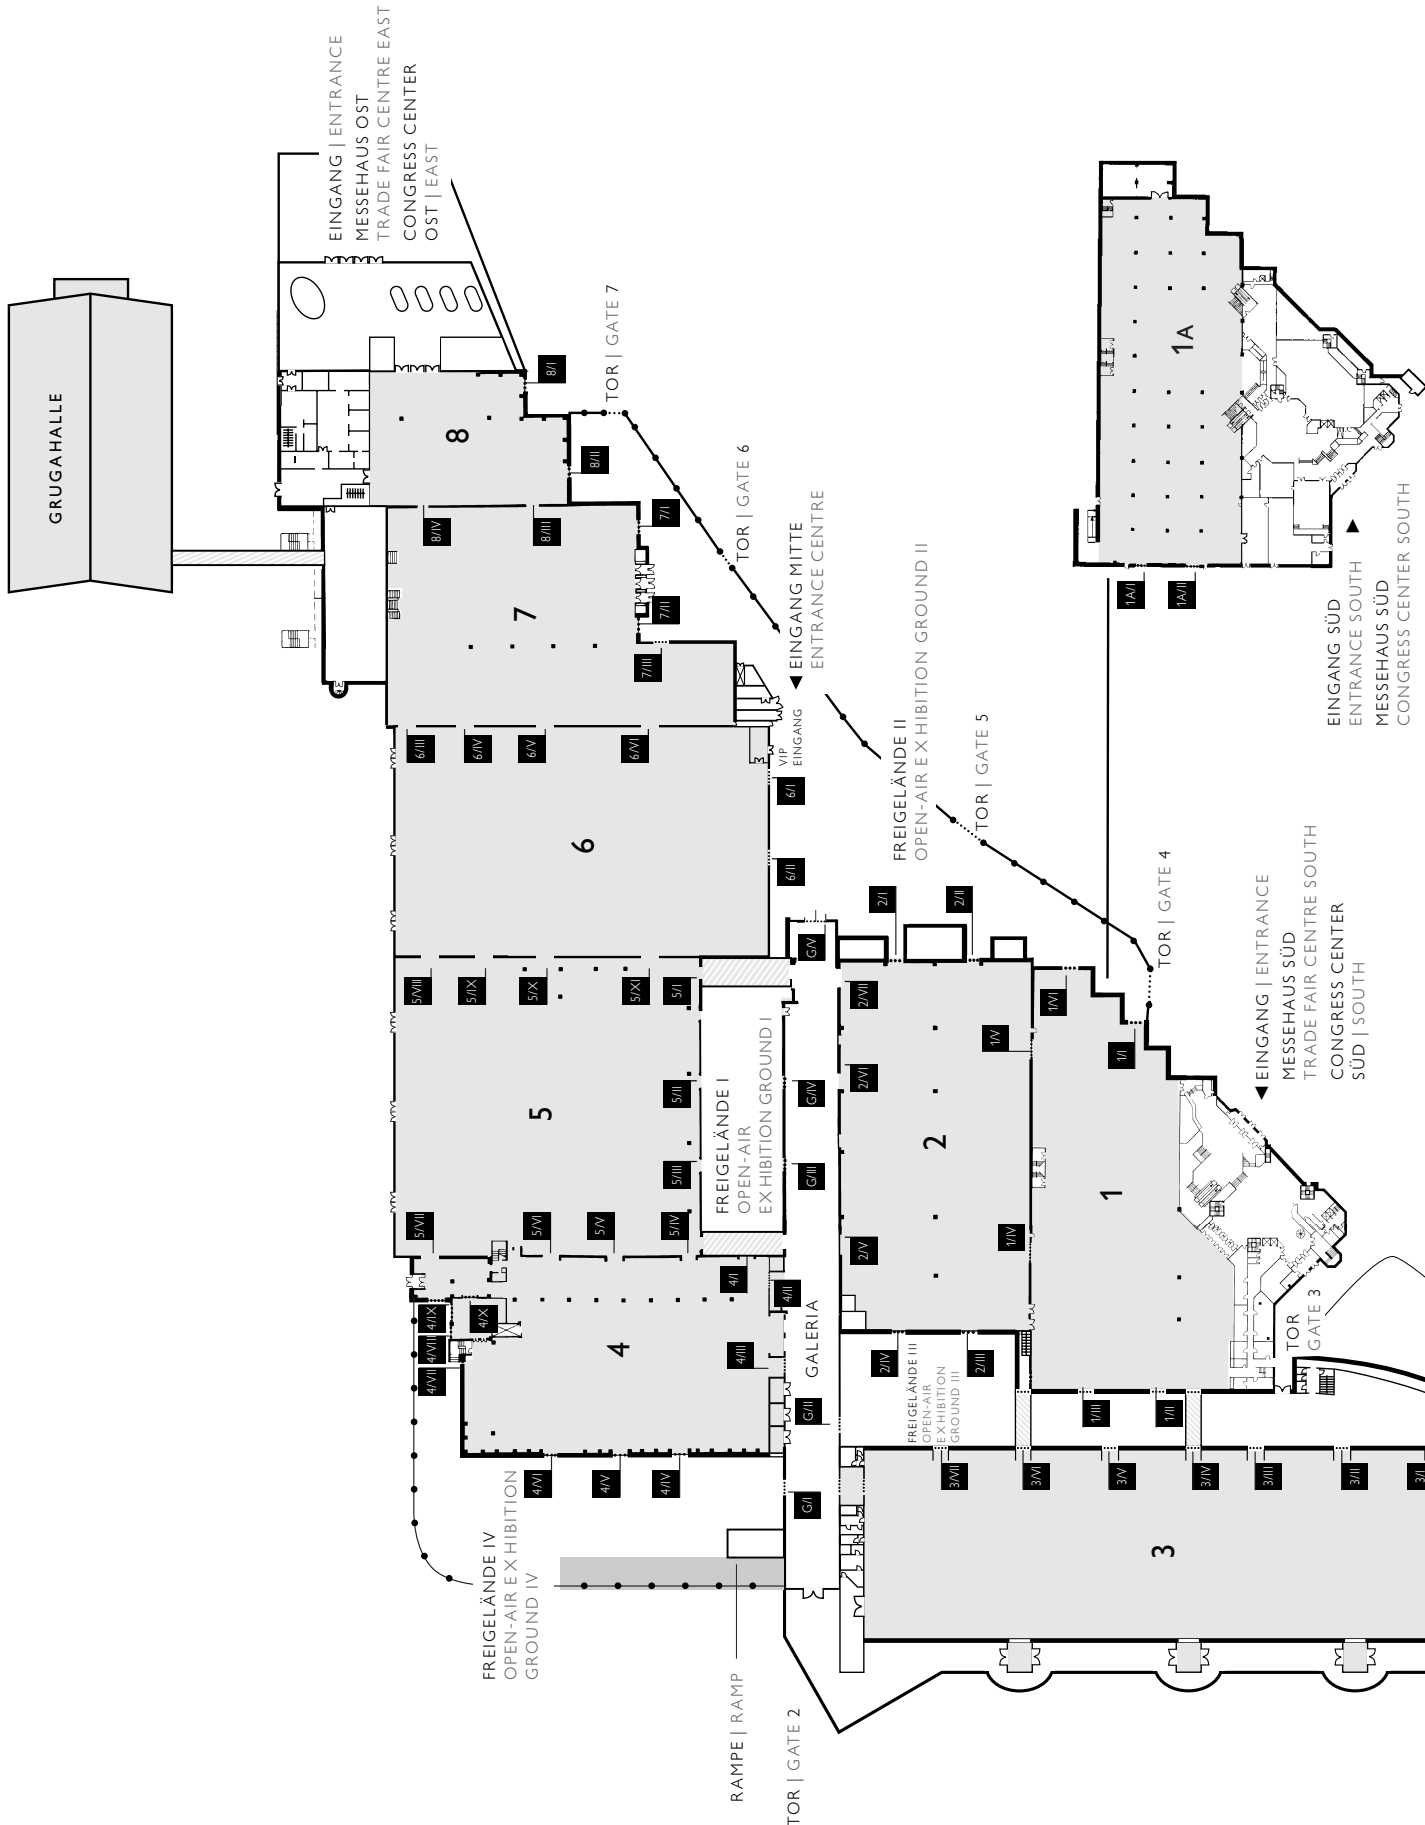 GRUGAHALLE
EINGANG | ENTRANCE
MESSEHAUS OST
TRADE FAIR CENTRE EAST
CONGRESS CENTER
OST | EAST
8
8/I
8/II
8/III
8/IV
TOR | GATE 7
7
7/I
7/II
7/III
TOR | GATE 6
EINGANG MITTE
ENTRANCE CENTRE
VIP
EINGANG
6
6/III
6/IV
6/V
6/VI
6/I
6/II
FREIGELÄNDE II
OPEN-AIR EXHIBITION GROUND II
TOR | GATE 5
1A
1A/I
1A/II
EINGANG SÜD
ENTRANCE SOUTH
MESSEHAUS SÜD
CONGRESS CENTER SOUTH
5
5/VIII
5/IX
5/X
5/XI
5/I
5/II
5/III
5/IV
5/V
5/VI
5/VII
FREIGELÄNDE I
OPEN-AIR
EXHIBITION GROUND I
G/V
G/IV
G/III
GALERIA
G/II
G/I
2
2/I
2/II
2/VII
2/VI
2/V
2/IV
2/III
1
1/VI
1/V
1/I
1/IV
1/III
1/II
TOR | GATE 4
EINGANG | ENTRANCE
MESSEHAUS SÜD
TRADE FAIR CENTRE SOUTH
CONGRESS CENTER
SÜD | SOUTH
TOR
GATE 3
4
4/I
4/II
4/III
4/IX
4/X
4/VIII
4/VII
4/VI
4/V
4/IV
FREIGELÄNDE III
OPEN-AIR
EXHIBITION
GROUND III
3
3/VII
3/VI
3/V
3/IV
3/III
3/II
3/I
FREIGELÄNDE IV
OPEN-AIR EXHIBITION
GROUND IV
RAMPE | RAMP
TOR | GATE 2